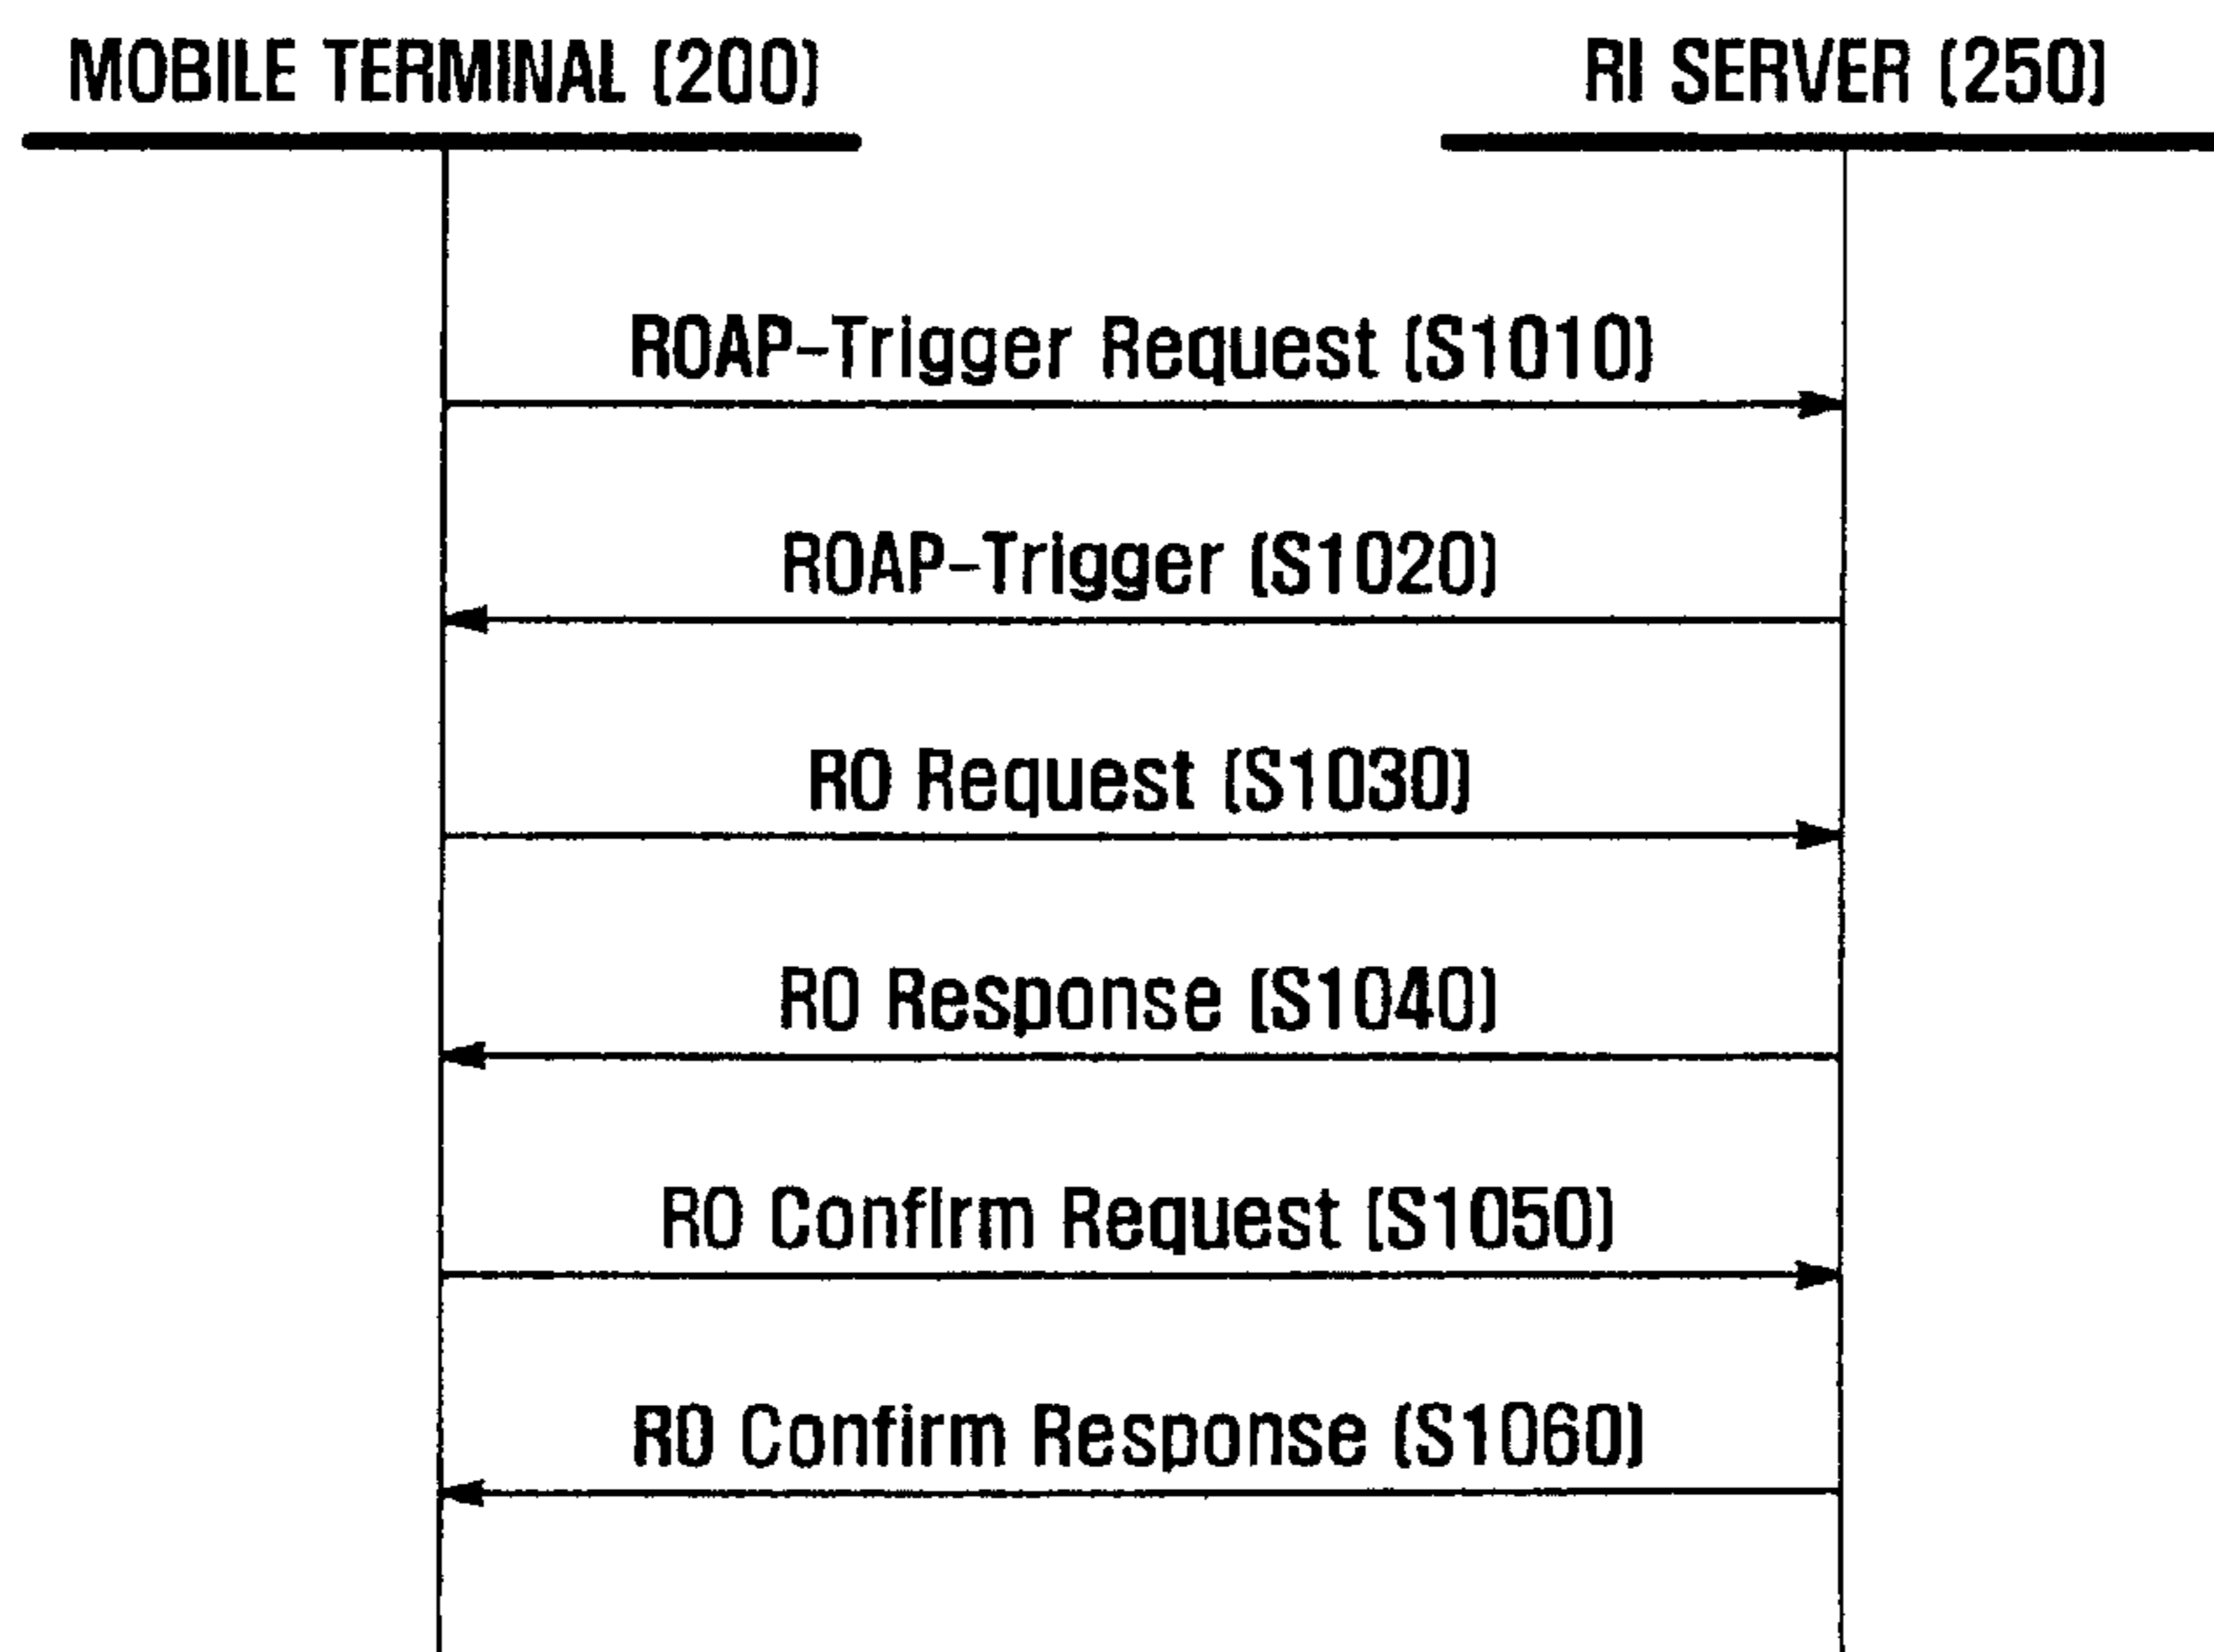 MOBILE TERMINAL (200)
RI SERVER (250)
ROAP-Trigger Request (S1010)
ROAP-Trigger (S1020)
RO Request (S1030)
RO Response (S1040)
RO Confirm Request (S1050)
RO Confirm Response (S1060)